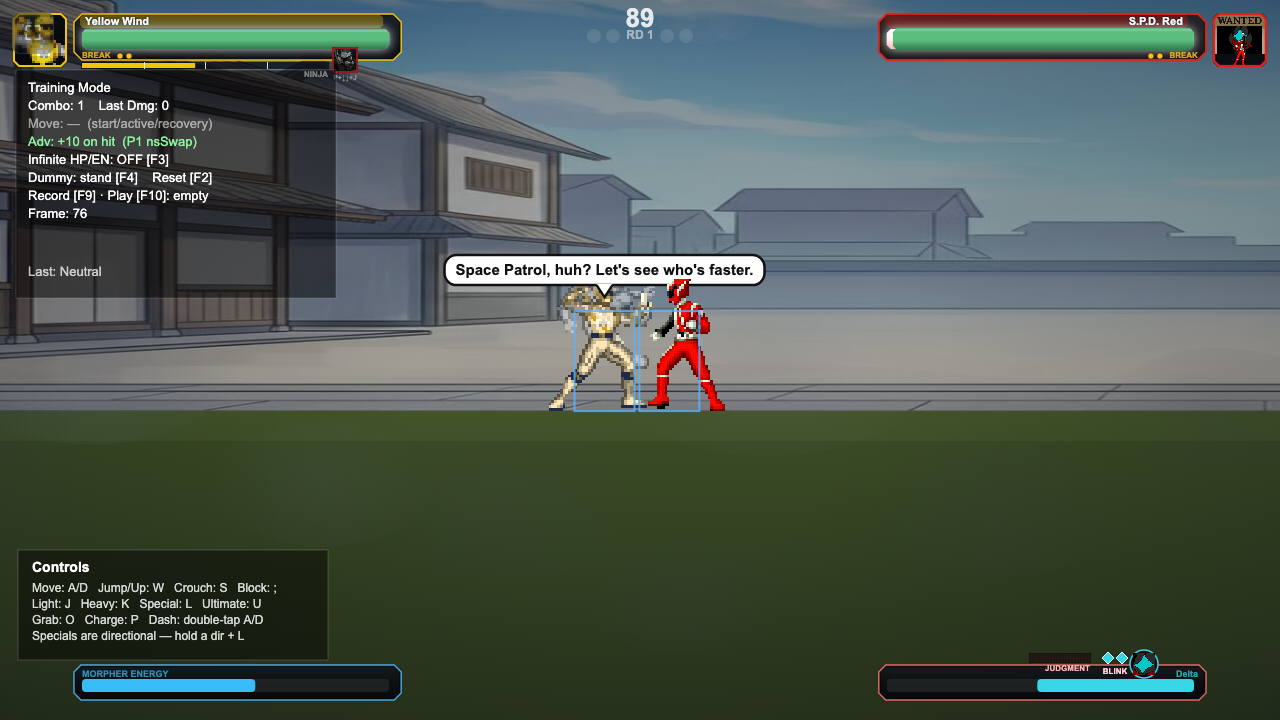 Yellow Wind
BREAK
NINJA
89
RD 1
S.P.D. Red
BREAK
WANTED
Training Mode
Combo: 1 Last Dmg: 0
Move: — (start/active/recovery)
Adv: +10 on hit (P1 nsSwap)
Infinite HP/EN: OFF [F3]
Dummy: stand [F4] Reset [F2]
Record [F9] · Play [F10]: empty
Frame: 76
Last: Neutral
Space Patrol, huh? Let's see who's faster.
Controls
Move: A/D Jump/Up: W Crouch: S Block: ;
Light: J Heavy: K Special: L Ultimate: U
Grab: O Charge: P Dash: double-tap A/D
Specials are directional — hold a dir + L
MORPHER ENERGY
JUDGMENT
BLINK
Delta